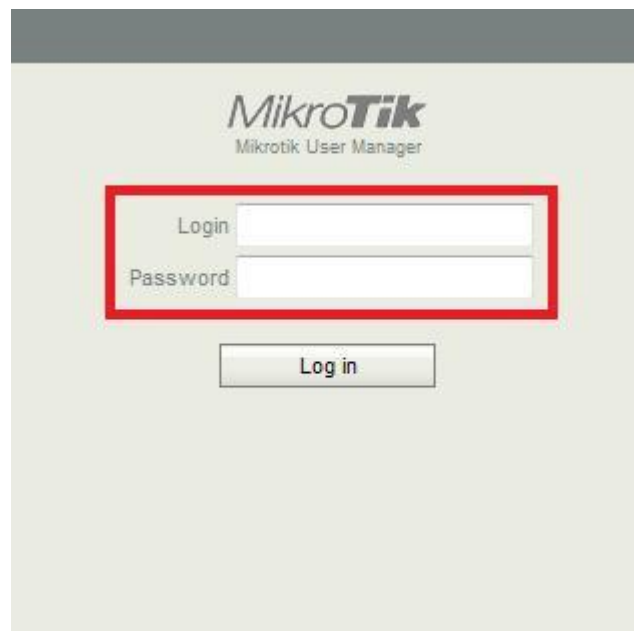 MikroTik
Mikrotik User Manager
Login
Password
Log in